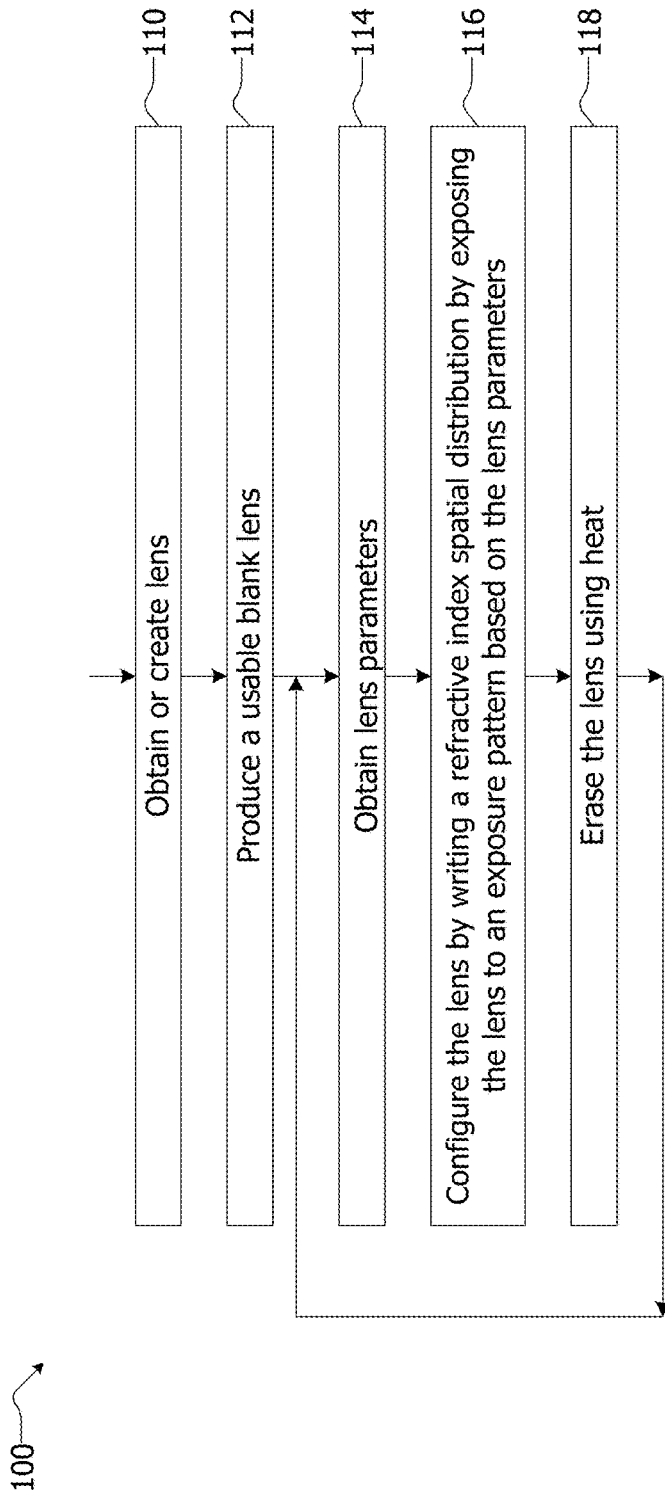 100
Obtain or create lens
110
Produce a usable blank lens
112
Obtain lens parameters
114
Configure the lens by writing a refractive index spatial distribution by exposing
the lens to an exposure pattern based on the lens parameters
116
Erase the lens using heat
118